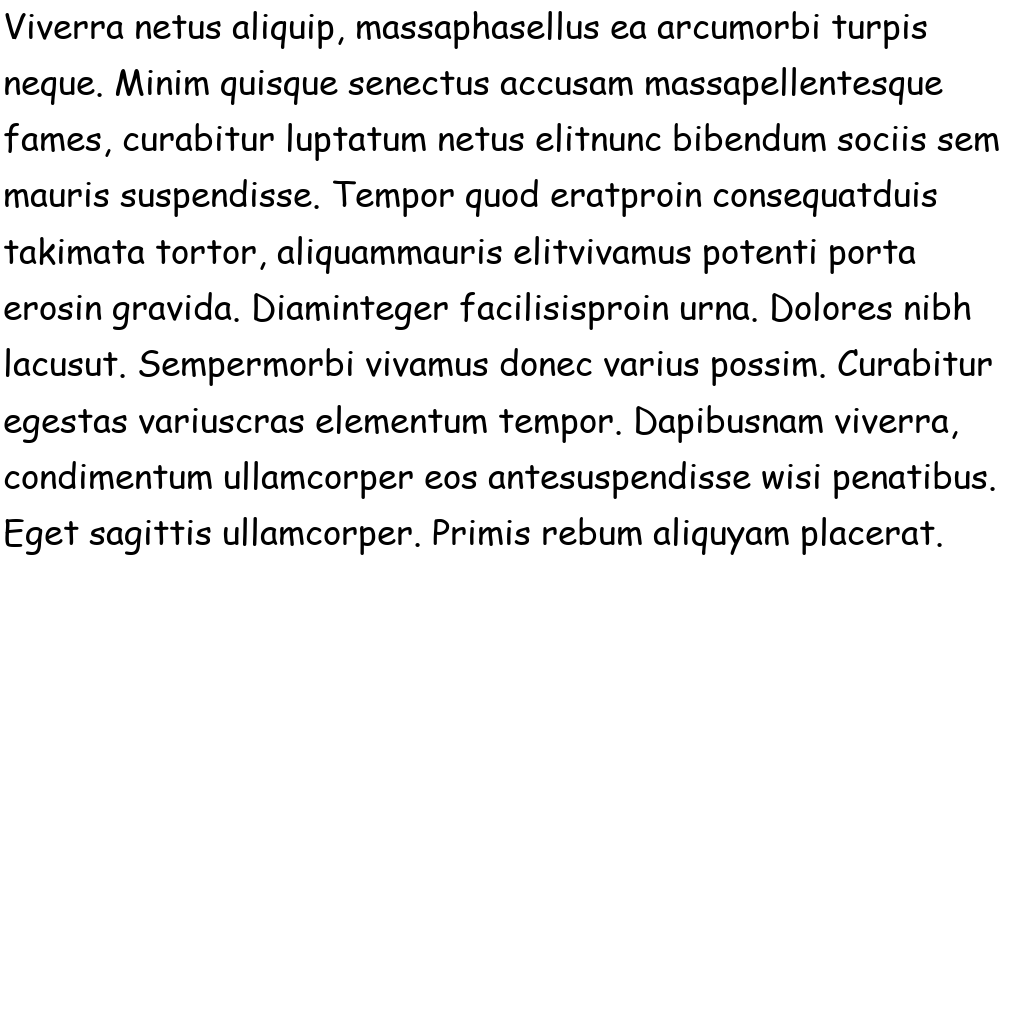 Viverra netus aliquip, massaphasellus ea arcumorbi turpis
neque. Minim quisque senectus accusam massapellentesque
fames, curabitur luptatum netus elitnunc bibendum sociis sem
mauris suspendisse. Tempor quod eratproin consequatduis
takimata tortor, aliquammauris elitvivamus potenti porta
erosin gravida. Diaminteger facilisisproin urna. Dolores nibh
lacusut. Sempermorbi vivamus donec varius possim. Curabitur
egestas variuscras elementum tempor. Dapibusnam viverra,
condimentum ullamcorper eos antesuspendisse wisi penatibus.
Eget sagittis ullamcorper. Primis rebum aliquyam placerat.